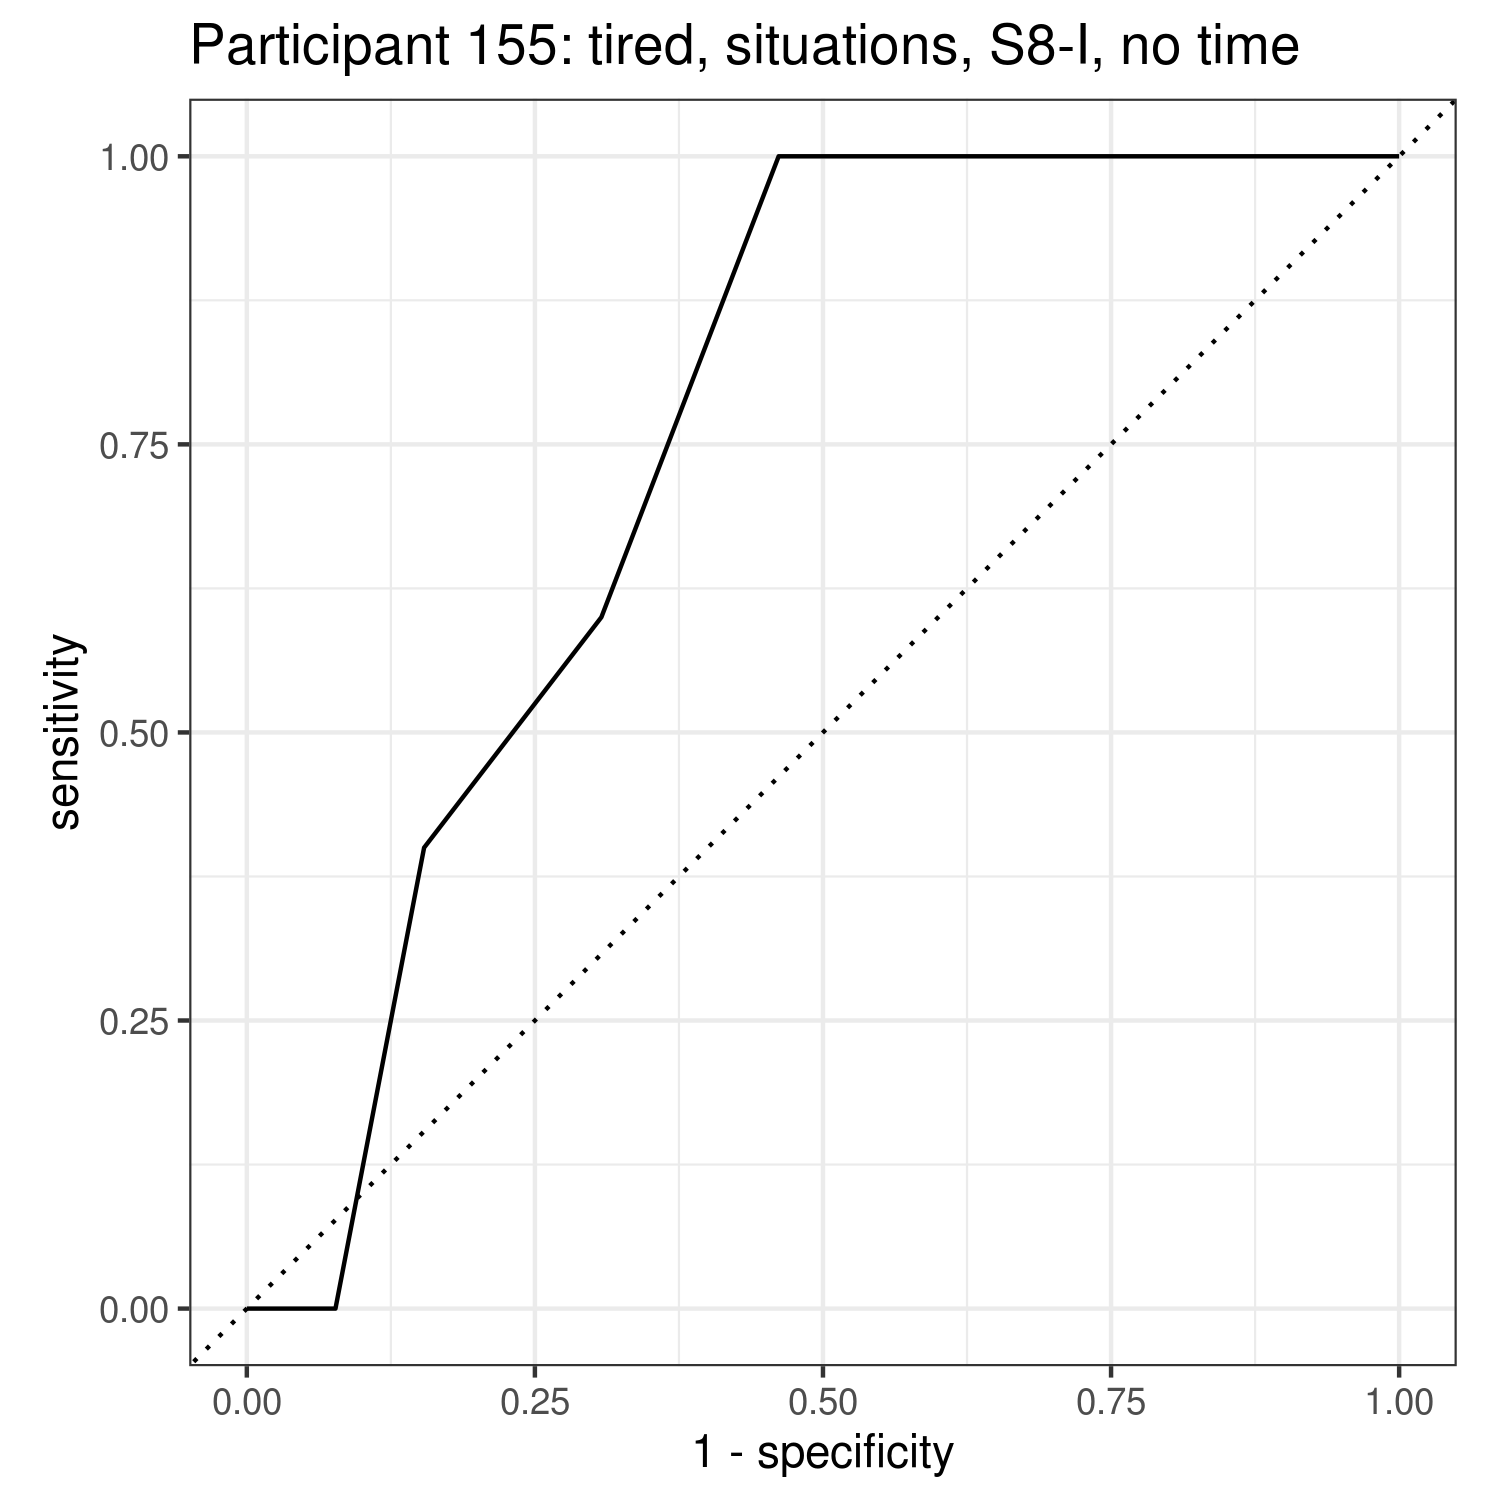 Participant 155: tired, situations, S8-I, no time
1.00
0.75
0.50
0.25
0.00
sensitivity
0.00 0.25 0.50 0.75 1.00
1 - specificity